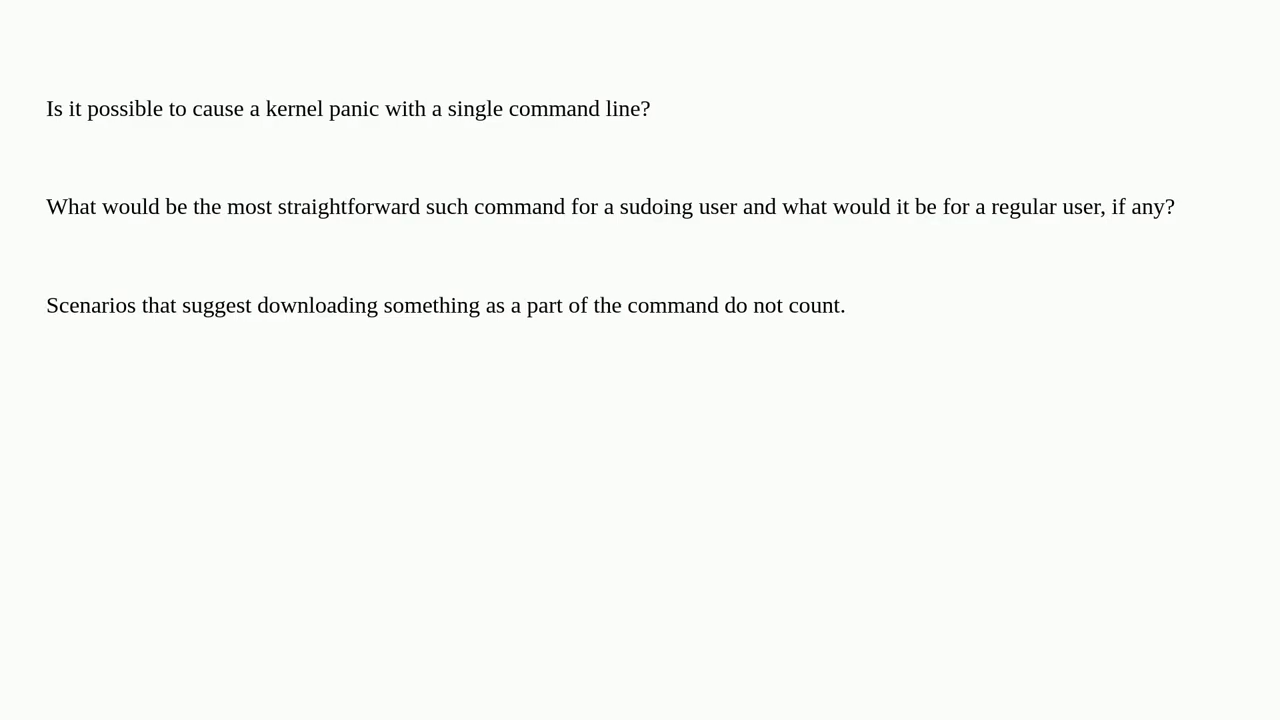 Is it possible to cause a kernel panic with a single command line?
What would be the most straightforward such command for a sudoing user and what would it be for a regular user, if any?
Scenarios that suggest downloading something as a part of the command do not count.